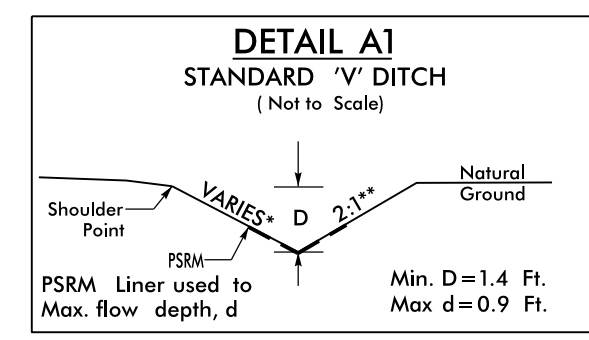 DETAIL A1
STANDARD 'V' DITCH
( Not to Scale)
Natural
Ground
VARIES*
D
2:1**
Shoulder
Point
PSRM
PSRM Liner used to
Max. flow depth, d
Min. D=1.4 Ft.
Max d=0.9 Ft.